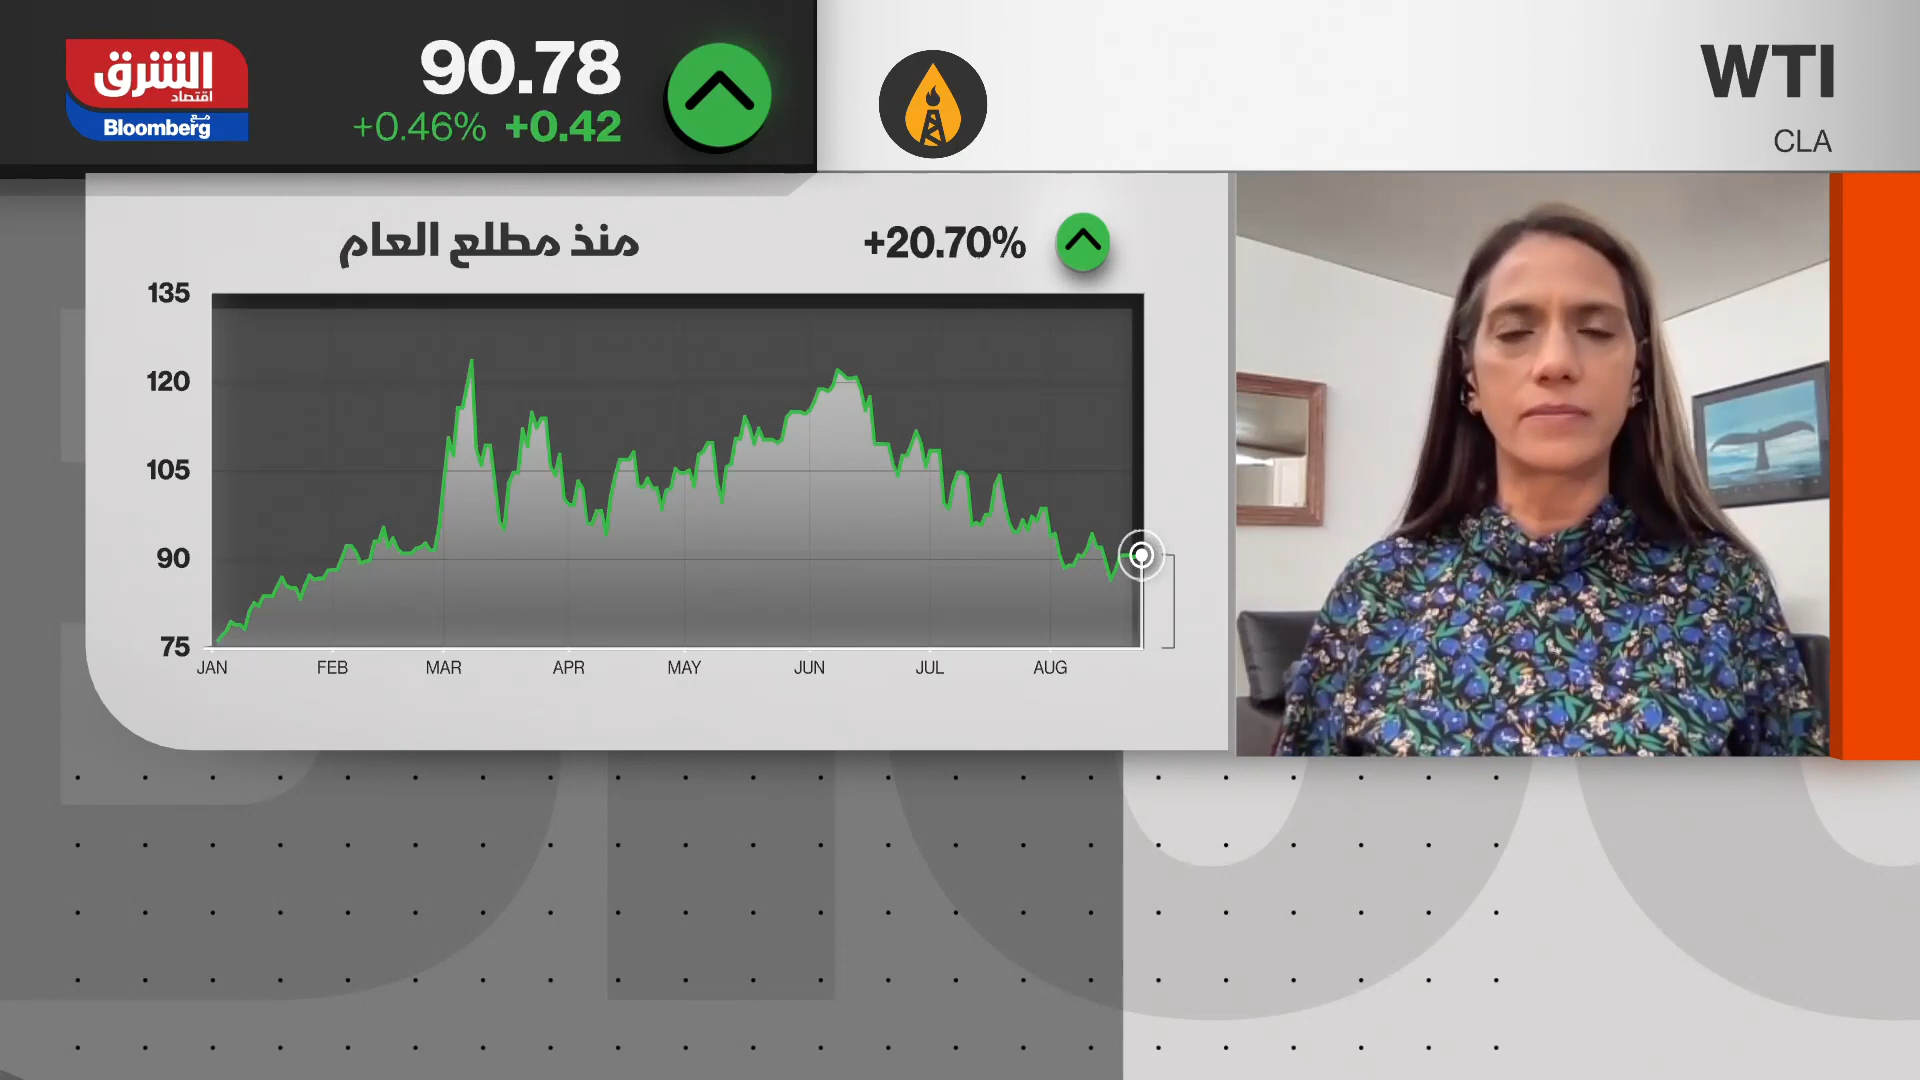 الشرق
اقتصاد
مع
Bloomberg
90.78
+0.46% +0.42
WTI
CLA
منذ مطلع العام
+20.70%
135
120
105
90
75
JAN FEB MAR APR MAY JUN JUL AUG